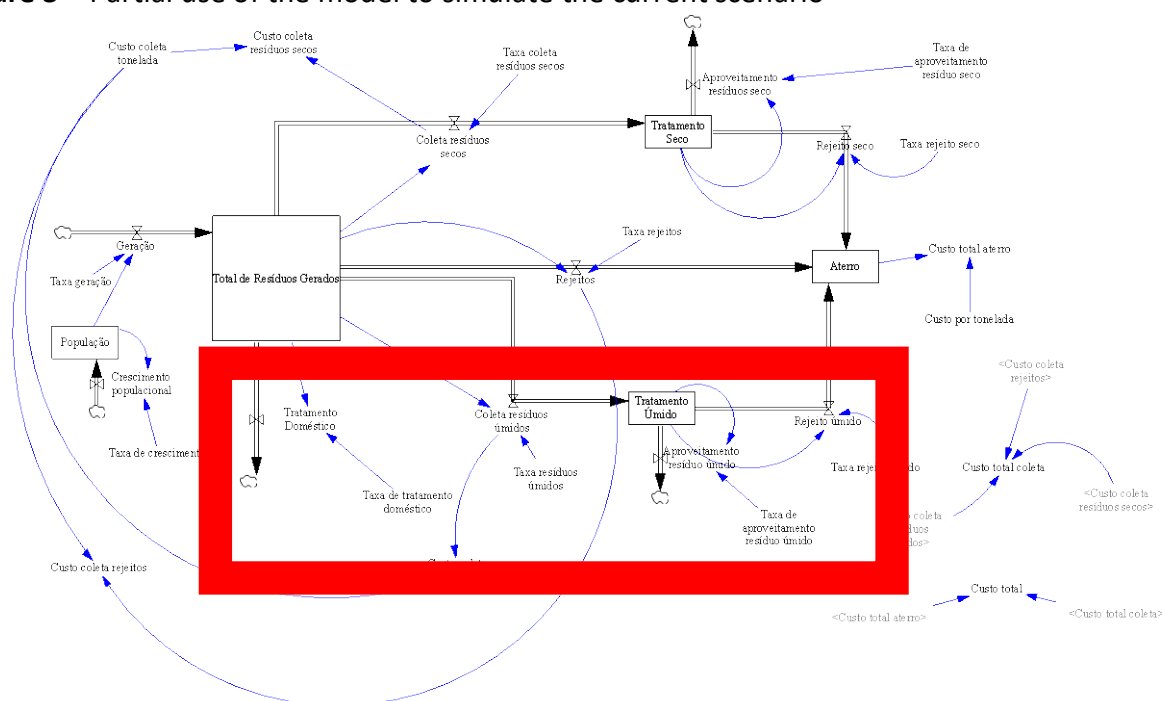 Partial use of the model to simulate the current scenario
Custo coleta
tonelada
Custo coleta
resíduos secos
Taxa coleta
resíduos secos
Taxa de
aproveitamento
resíduo seco
Aproveitamento
resíduos seco
Tratamento
Seco
Coleta resíduos
secos
Rejeito seco
Taxa rejeito seco
Geração
Taxa rejeitos
Custo total aterro
Taxa geração
Total de Resíduos Gerados
Rejeitos
Aterro
Custo por tonelada
População
Crescimento
populacional
<Custo coleta
rejeitos>
Tratamento
Doméstico
Coleta resíduos
úmidos
Tratamento
Úmido
Rejeito úmido
Taxa de
Aproveitamento
resíduo únido
Taxa resíduos
úmidos
Custo total coleta
Taxa de tratamento
doméstico
<Custo coleta
resíduos secos>
Taxa de
aproveitamento
resíduo úmido
coleta
Custo coleta rejeitos
Custo total
<Custo total aterro>
<Custo total coleta>